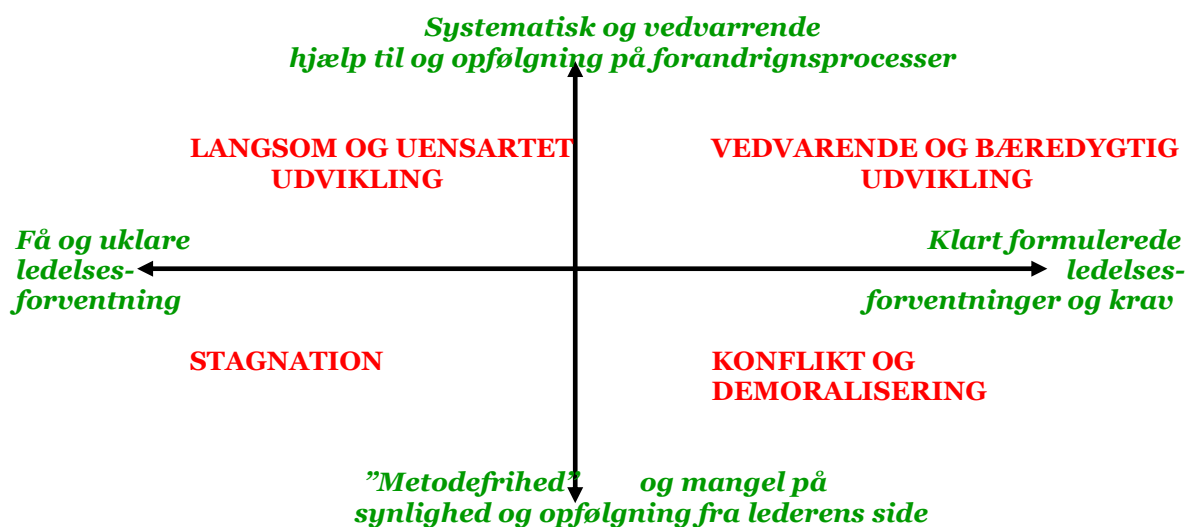 Systematisk og vedvarrende
hjælp til og opfølgning på forandrignsprocesser
LANGSOM OG UENSARTET
UDVIKLING
VEDVARENDE OG BÆREDYGTIG
UDVIKLING
Få og uklare
ledelses-
forventning
Klart formulerede
ledelses-
forventninger og krav
STAGNATION
KONFLIKT OG
DEMORALISERING
”Metodefrihed” og mangel på
synlighed og opfølgning fra lederens side